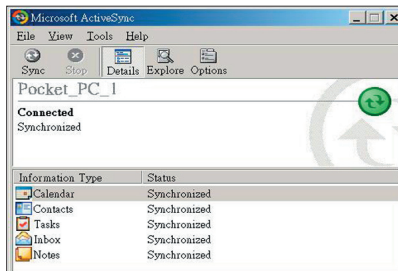 Microsoft ActiveSync
File View Tools Help
Sync Stop Details Explore Options
Pocket_PC_1
Connected
Synchronized
Information Type Status
Calendar Synchronized
Contacts Synchronized
Tasks Synchronized
Inbox Synchronized
Notes Synchronized